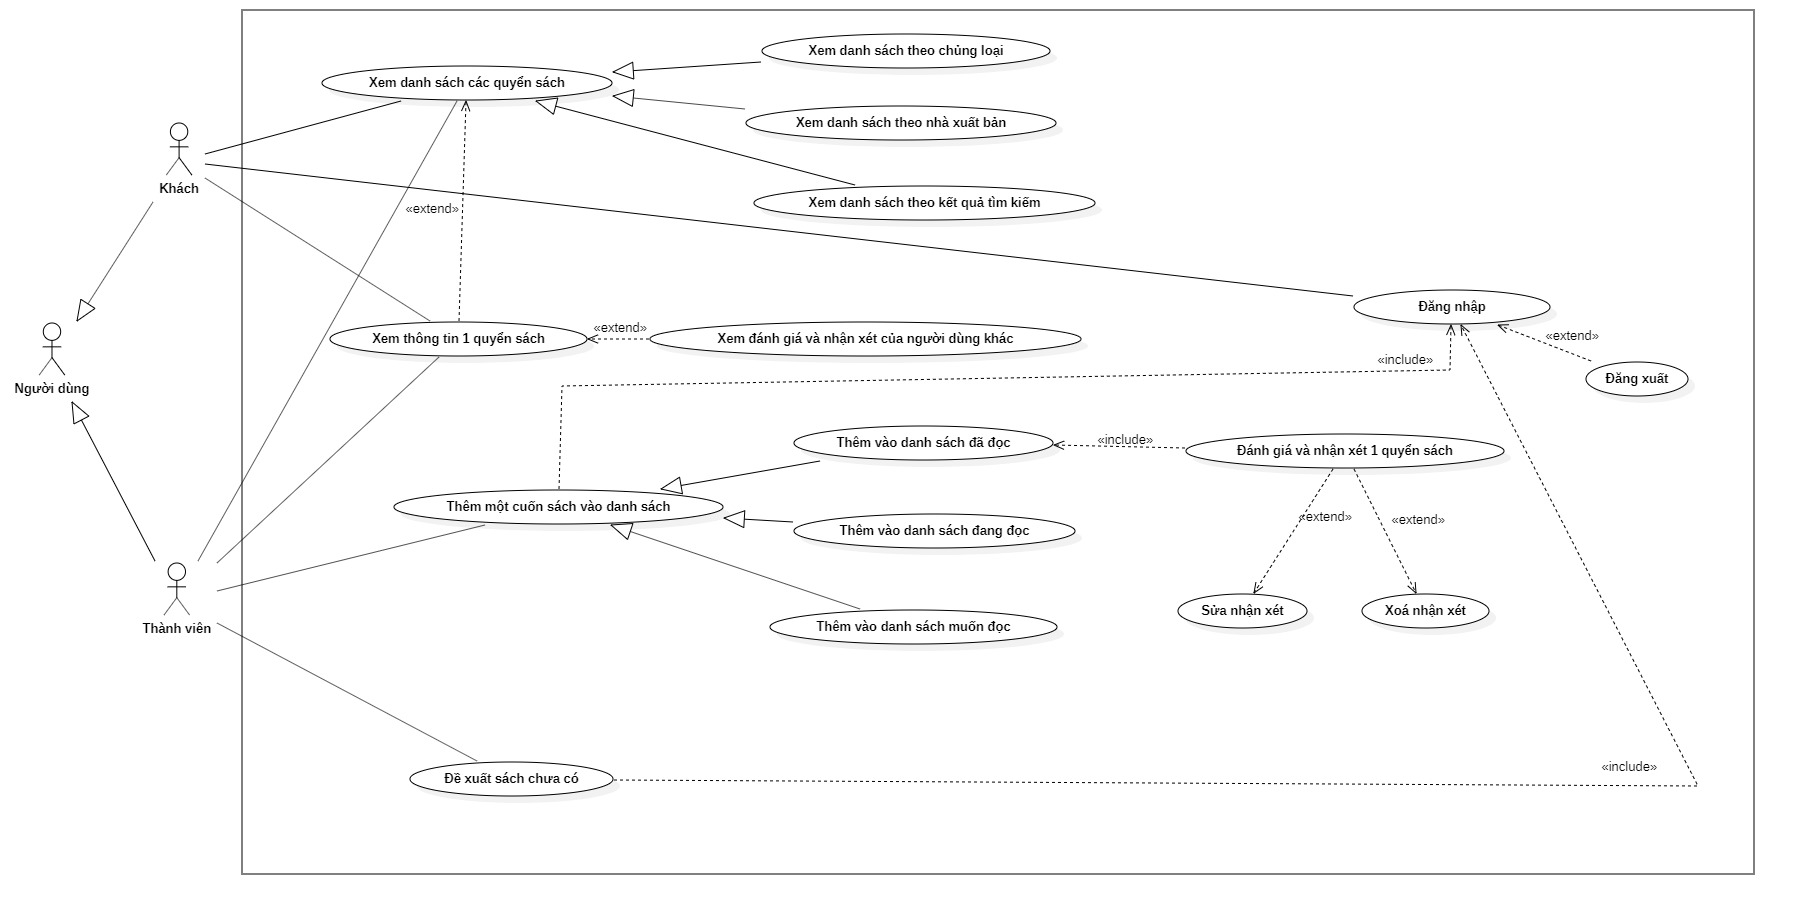 Xem danh sách theo chủng loại
Xem danh sách các quyển sách
Xem danh sách theo nhà xuất bản
Khách
Xem danh sách theo kết quả tìm kiếm
«extend»
Đăng nhập
Người dùng
Xem thông tin 1 quyển sách
«extend»
Xem đánh giá và nhận xét của người dùng khác
«extend»
«include»
Đăng xuất
Thêm vào danh sách đã đọc
«include»
Đánh giá và nhận xét 1 quyển sách
Thêm một cuốn sách vào danh sách
Thêm vào danh sách đang đọc
«extend»
«extend»
Thành viên
Thêm vào danh sách muốn đọc
Sửa nhận xét
Xoá nhận xét
Đề xuất sách chưa có
«include»